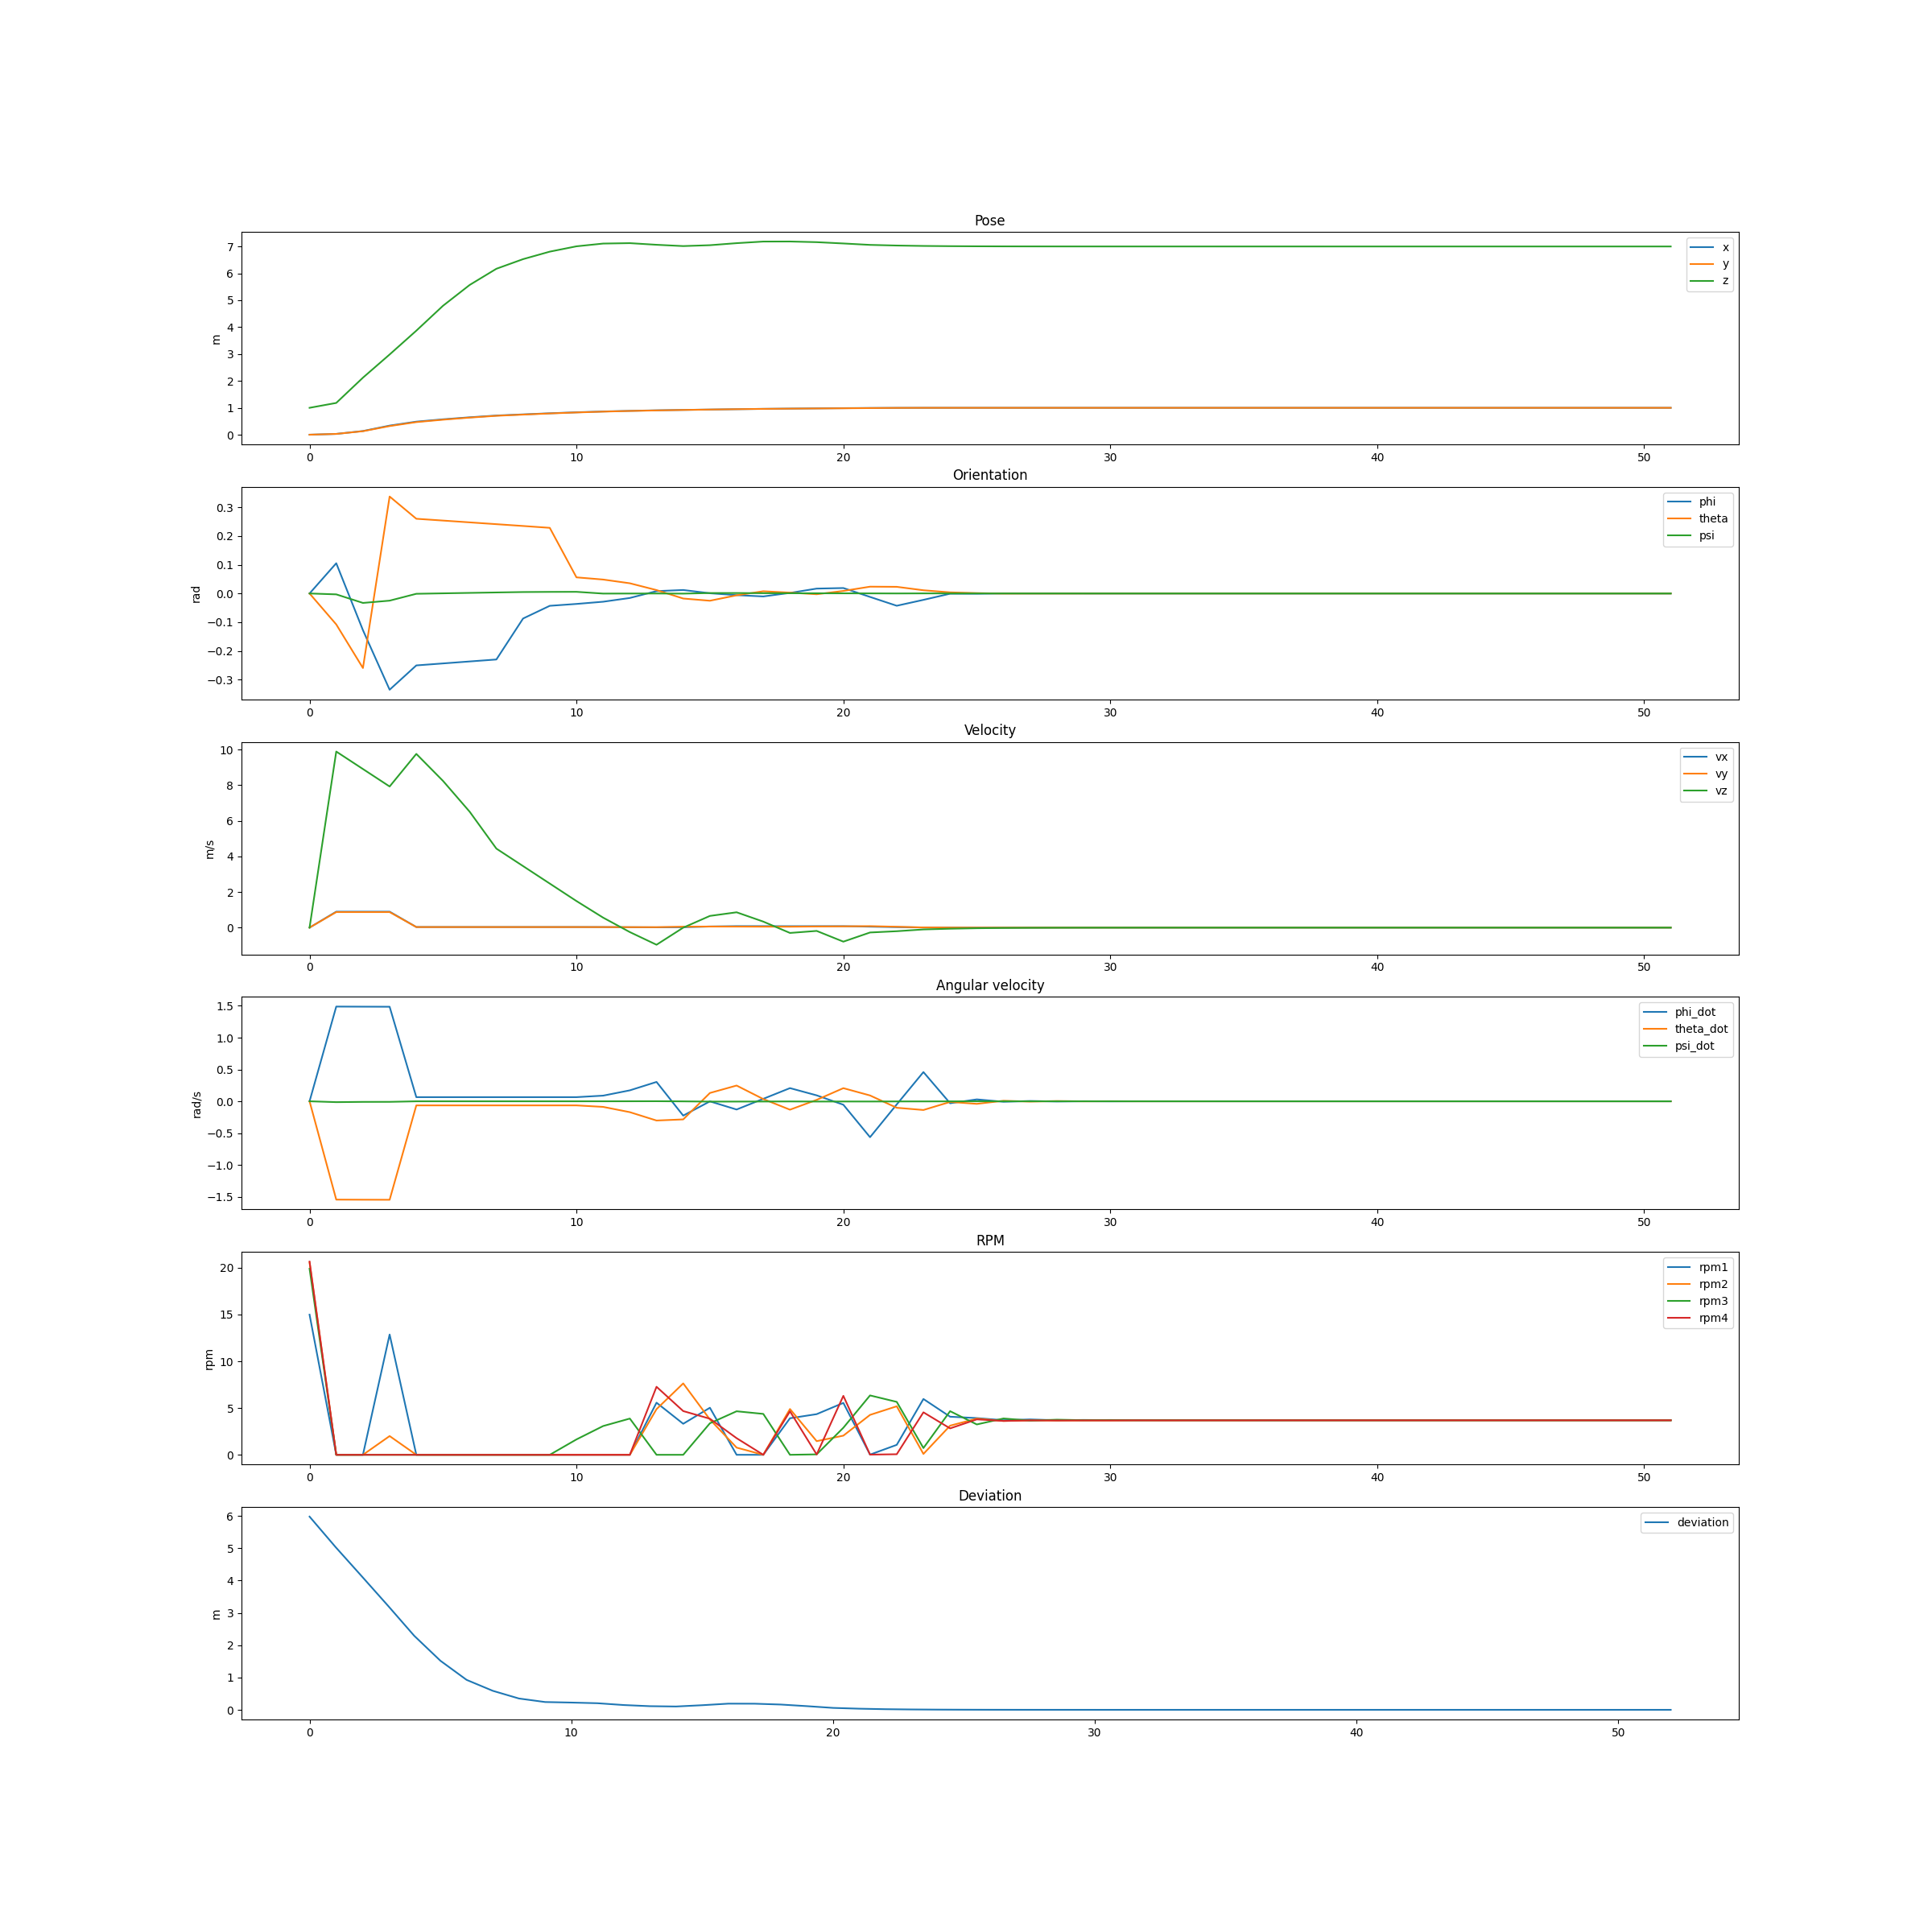 Pose
7
6
5
4
3
2
1
0
m
x
y
z
0 10 20 30 40 50
Orientation
0.3
0.2
0.1
0.0
−0.1
−0.2
−0.3
rad
phi
theta
psi
0 10 20 30 40 50
Velocity
10
8
6
4
2
0
m/s
vx
vy
vz
0 10 20 30 40 50
Angular velocity
1.5
1.0
0.5
0.0
−0.5
−1.0
−1.5
rad/s
phi_dot
theta_dot
psi_dot
0 10 20 30 40 50
RPM
20
15
10
5
0
rpm
rpm1
rpm2
rpm3
rpm4
0 10 20 30 40 50
Deviation
6
5
4
3
2
1
0
m
deviation
0 10 20 30 40 50